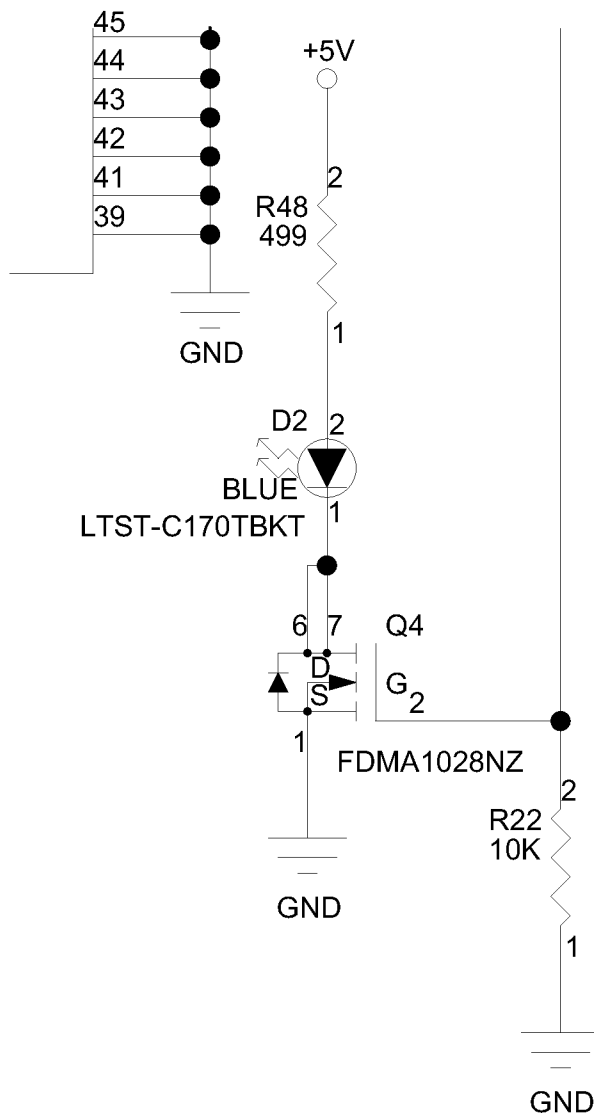 45
44
43
42
41
39
GND
+5V
2
R48
499
1
D2
2
BLUE
1
LTST-C170TBKT
6
7
Q4
D
G
S
2
1
FDMA1028NZ
GND
2
R22
10K
1
GND